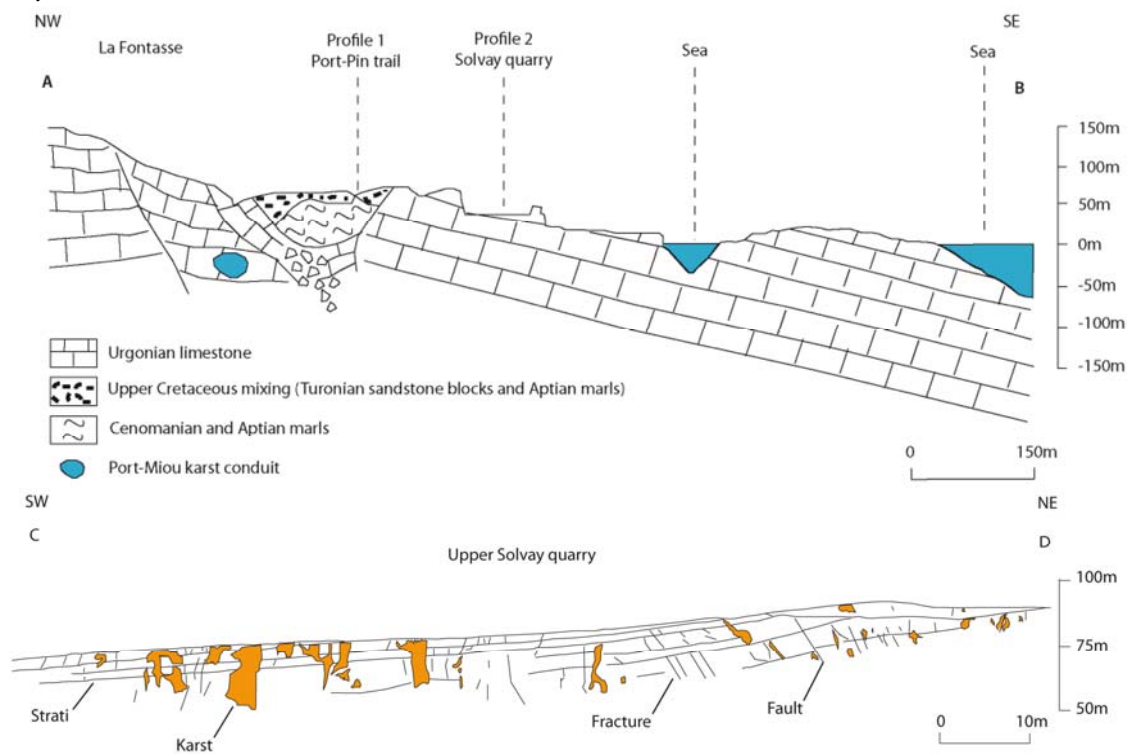 NW
SE
La Fontasse
Profile 1
Port-Pin trail
Profile 2
Solvay quarry
Sea
Sea
A
B
150m
100m
50m
0m
-50m
-100m
-150m
Urgonian limestone
Upper Cretaceous mixing (Turonian sandstone blocks and Aptian marls)
Cenomanian and Aptian marls
Port-Miou karst conduit
0
150m
SW
NE
C
D
Upper Solvay quarry
100m
75m
50m
Strati
Karst
Fracture
Fault
0
10m